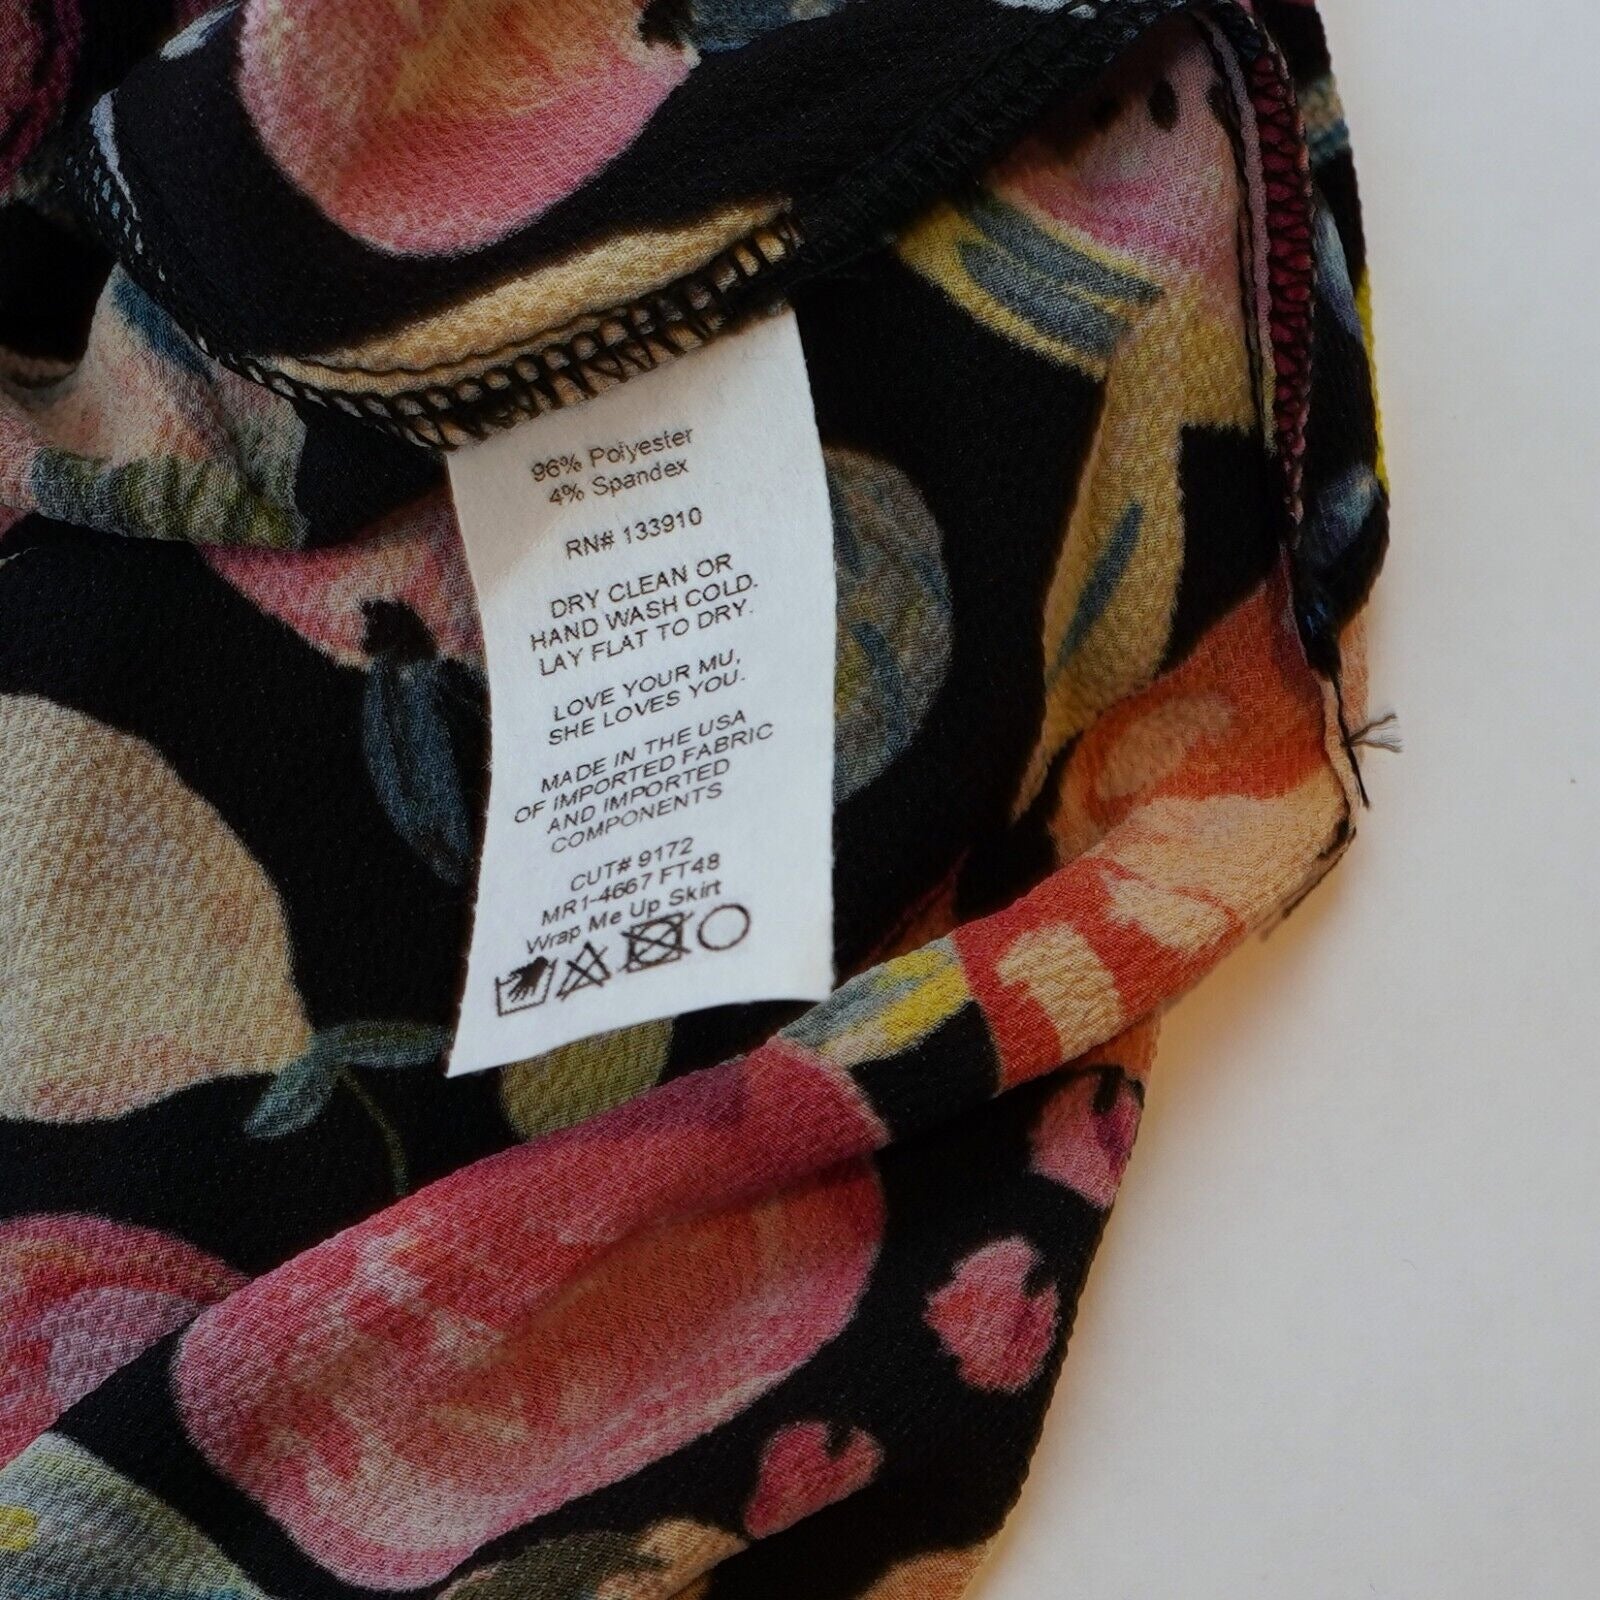 96% Polyester
4% Spandex
RN# 133910
DRY CLEAN OR
HAND WASH COLD.
LAY FLAT TO DRY.
LOVE YOUR MU,
SHE LOVES YOU.
MADE IN THE USA
OF IMPORTED FABRIC
AND IMPORTED
COMPONENTS
CUT# 9172
MR1-4667 FT48
Wrap Me Up Skirt